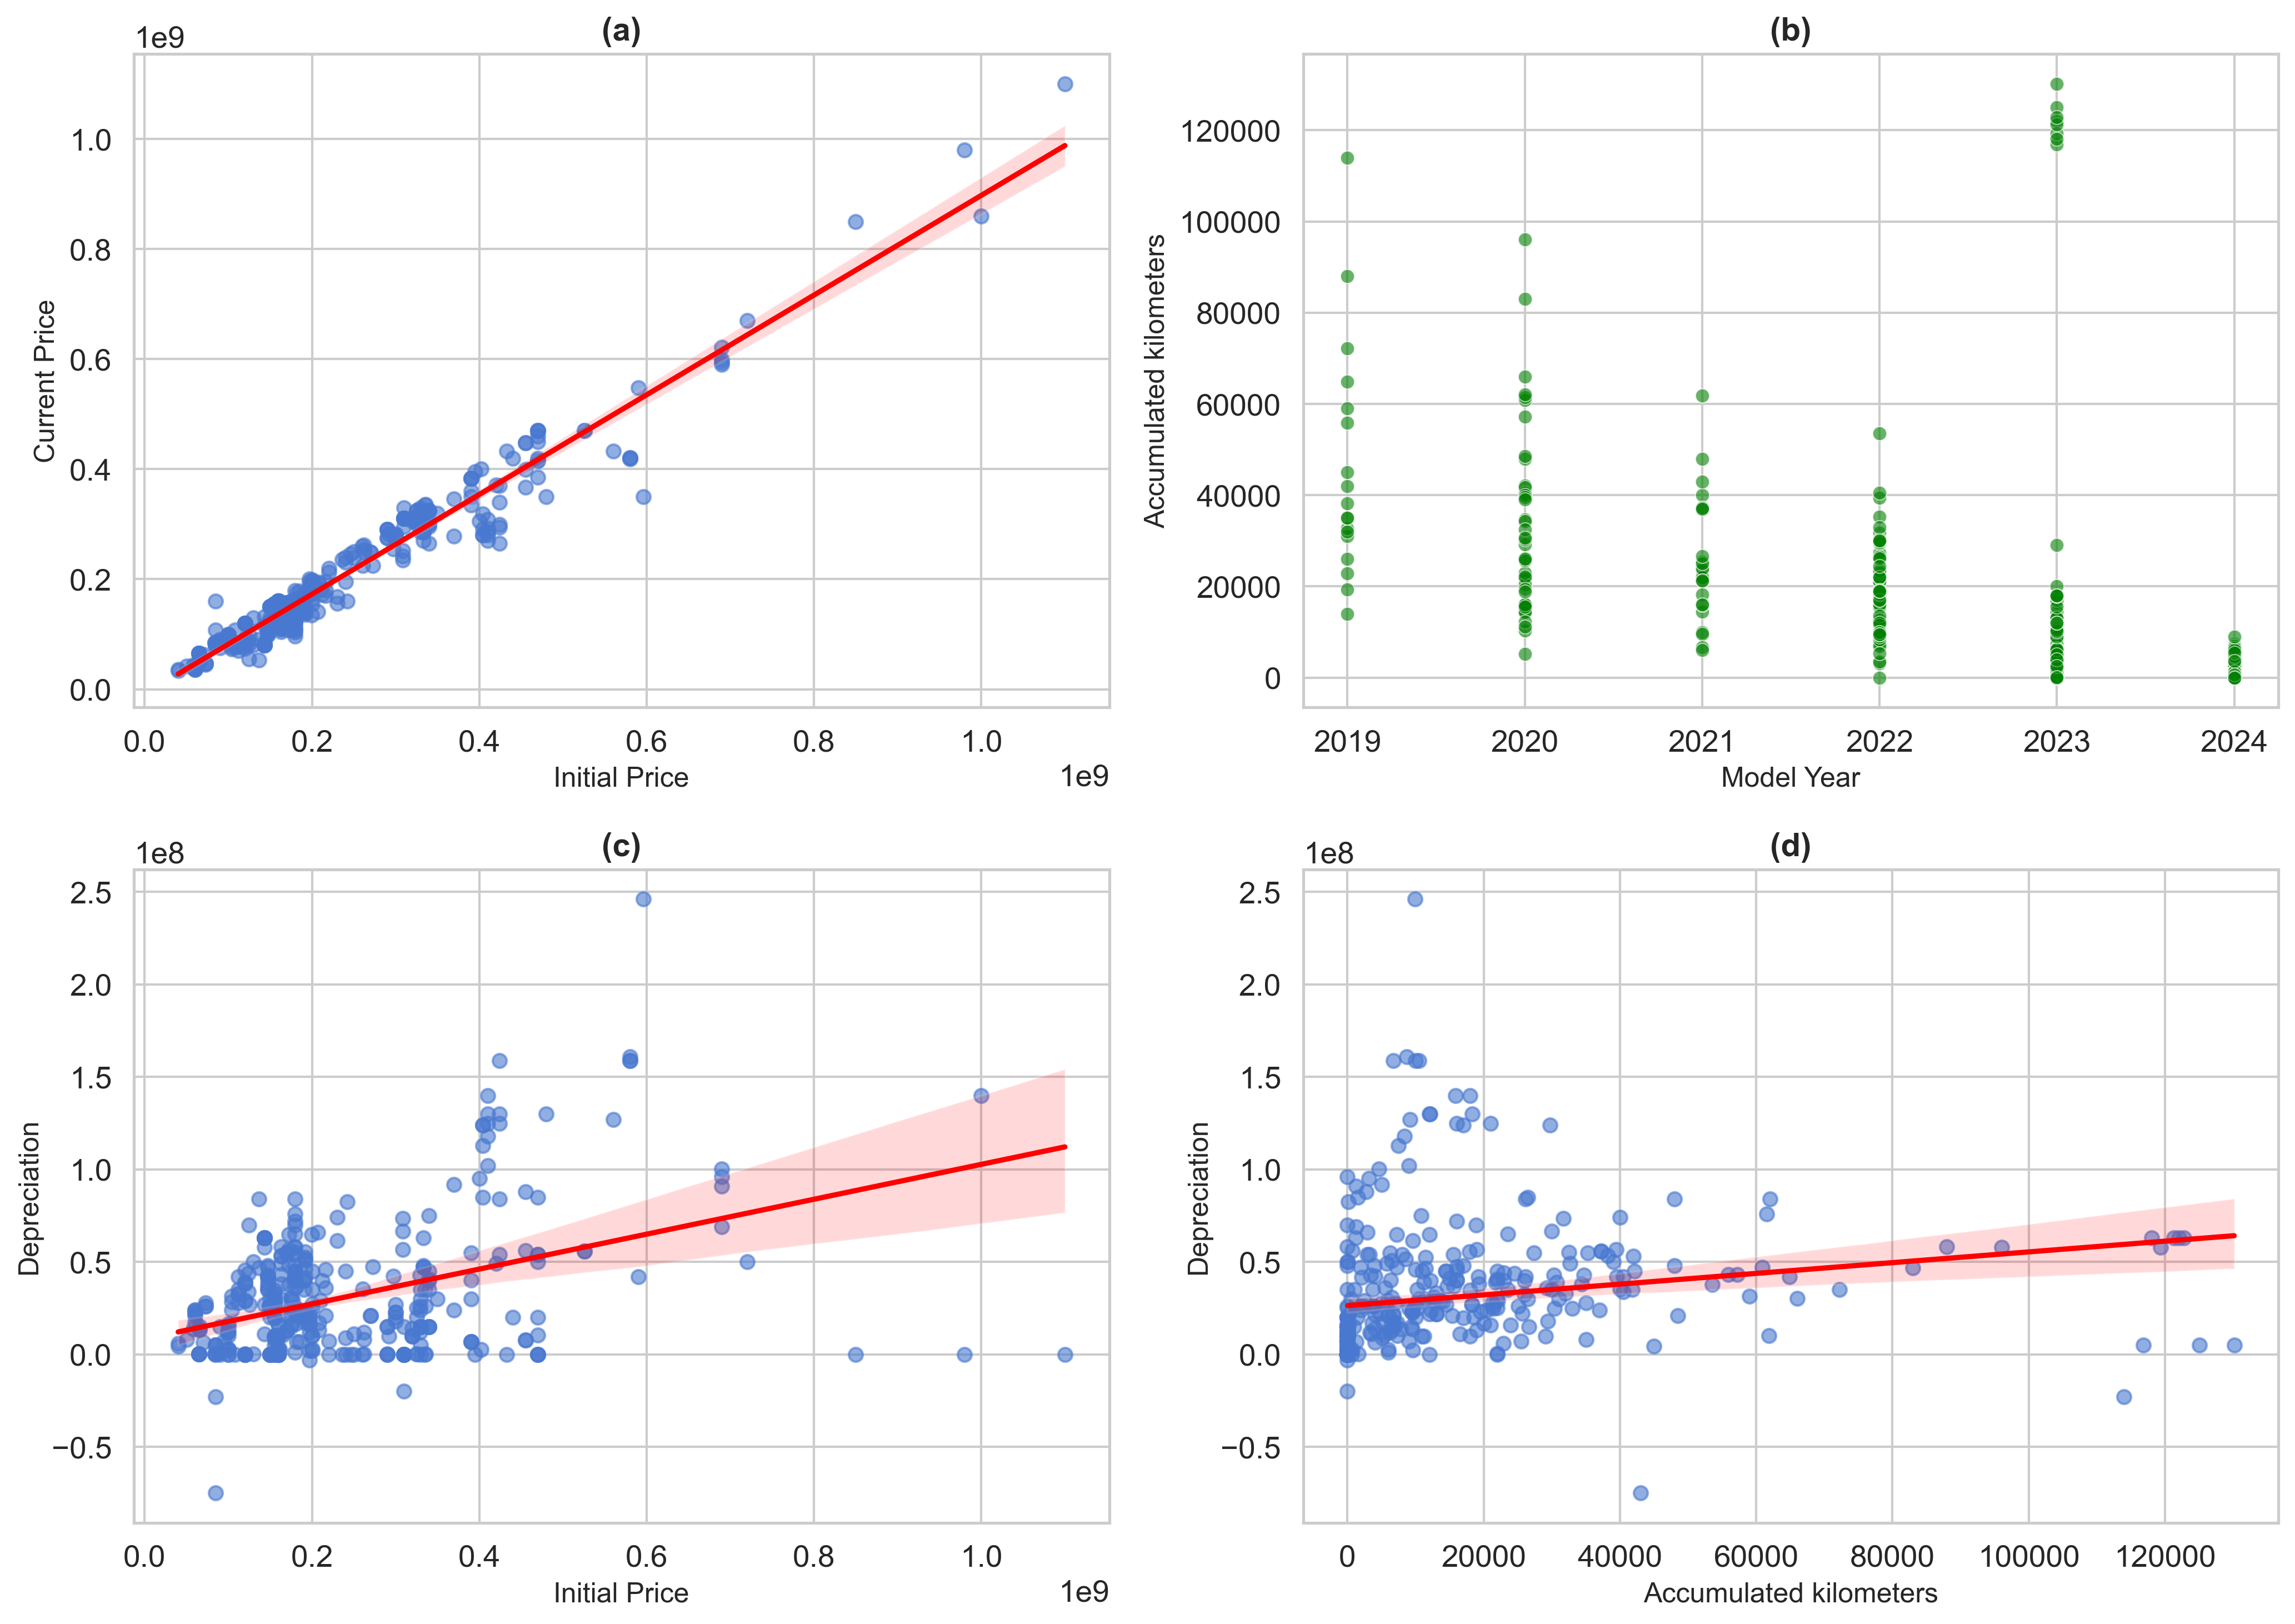 (a)
1e9
1.0
0.8
0.6
0.4
0.2
0.0
Current Price
0.0 0.2 0.4 0.6 0.8 1.0
Initial Price
1e9
(b)
120000
100000
80000
60000
40000
20000
0
Accumulated kilometers
2019 2020 2021 2022 2023 2024
Model Year
(c)
1e8
2.5
2.0
1.5
1.0
0.5
0.0
−0.5
Depreciation
0.0 0.2 0.4 0.6 0.8 1.0
Initial Price
1e9
(d)
1e8
2.5
2.0
1.5
1.0
0.5
0.0
−0.5
Depreciation
0 20000 40000 60000 80000 100000 120000
Accumulated kilometers